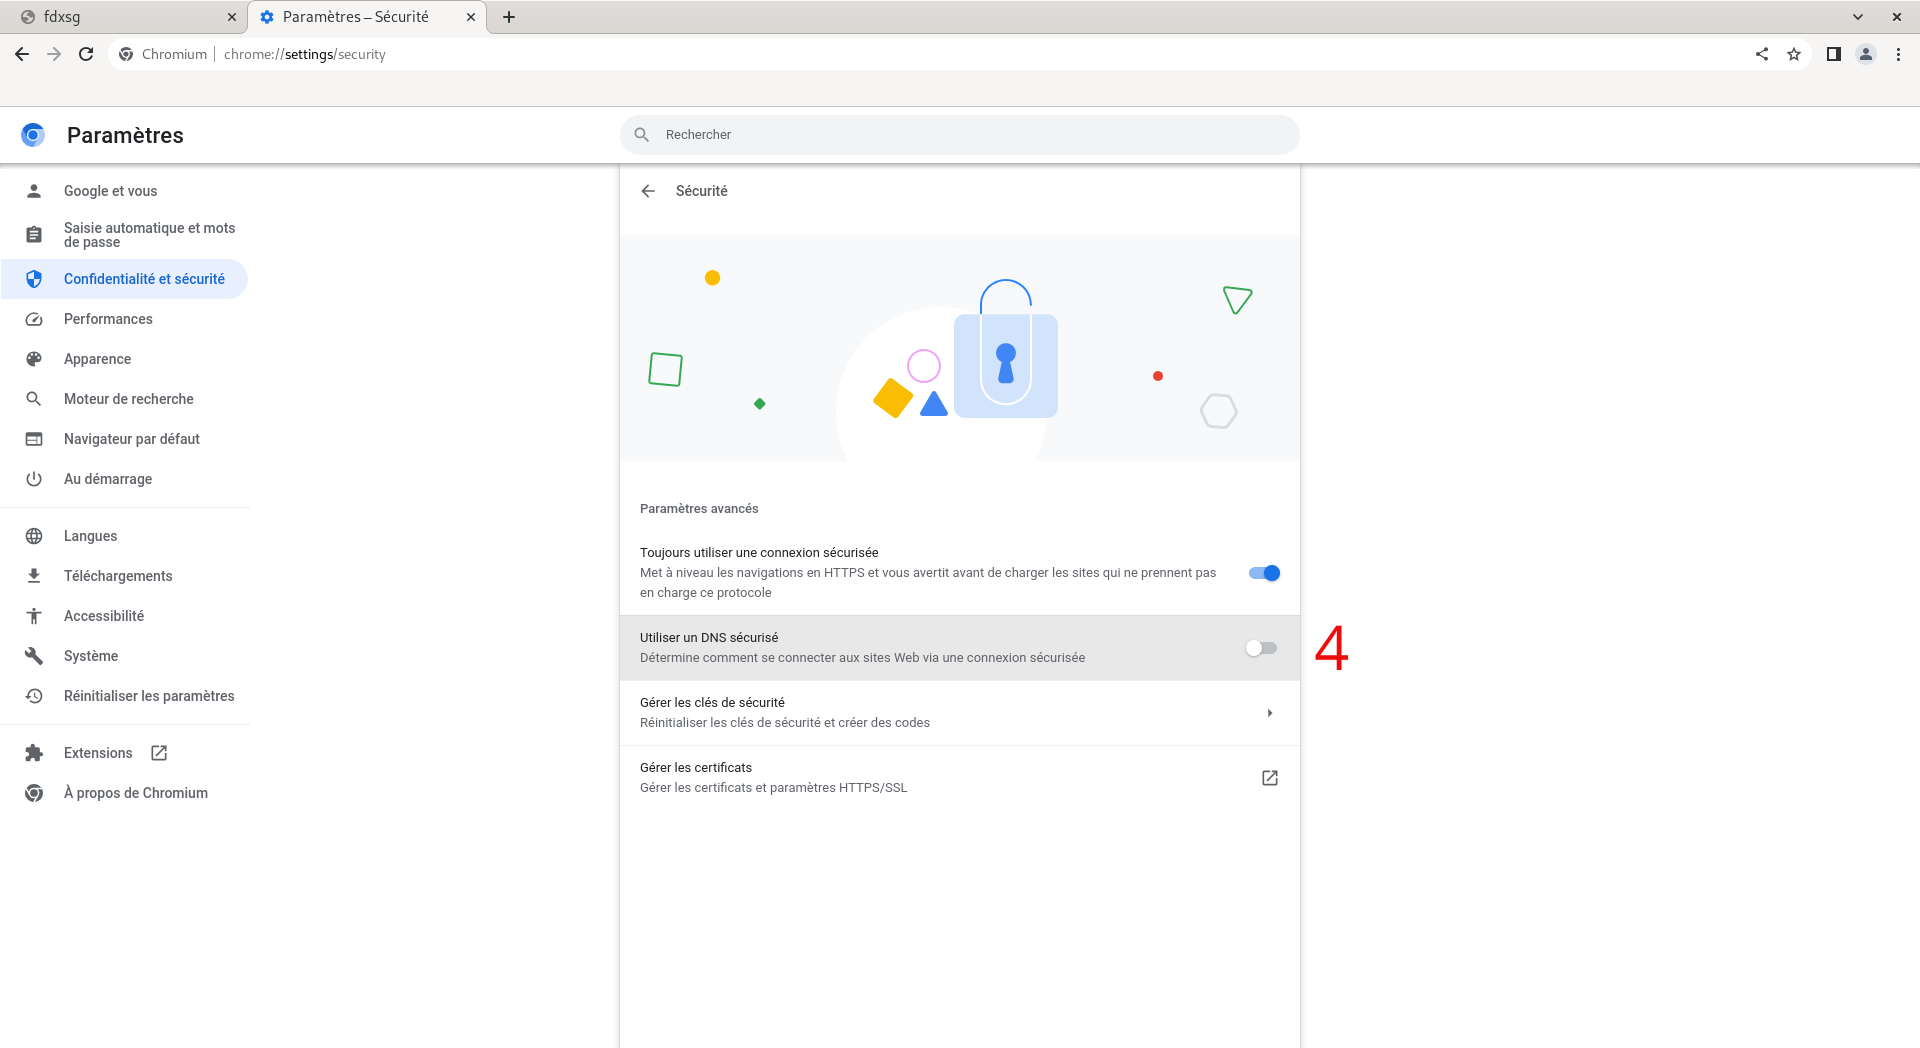 fdxsg
Paramètres – Sécurité
Chromium
chrome://settings/security
Paramètres
Rechercher
Google et vous
Saisie automatique et mots
de passe
Confidentialité et sécurité
Performances
Apparence
Moteur de recherche
Navigateur par défaut
Au démarrage
Langues
Téléchargements
Accessibilité
Système
Réinitialiser les paramètres
Extensions
À propos de Chromium
Sécurité
Paramètres avancés
Toujours utiliser une connexion sécurisée
Met à niveau les navigations en HTTPS et vous avertit avant de charger les sites qui ne prennent pas
en charge ce protocole
Utiliser un DNS sécurisé
Détermine comment se connecter aux sites Web via une connexion sécurisée
4
Gérer les clés de sécurité
Réinitialiser les clés de sécurité et créer des codes
Gérer les certificats
Gérer les certificats et paramètres HTTPS/SSL